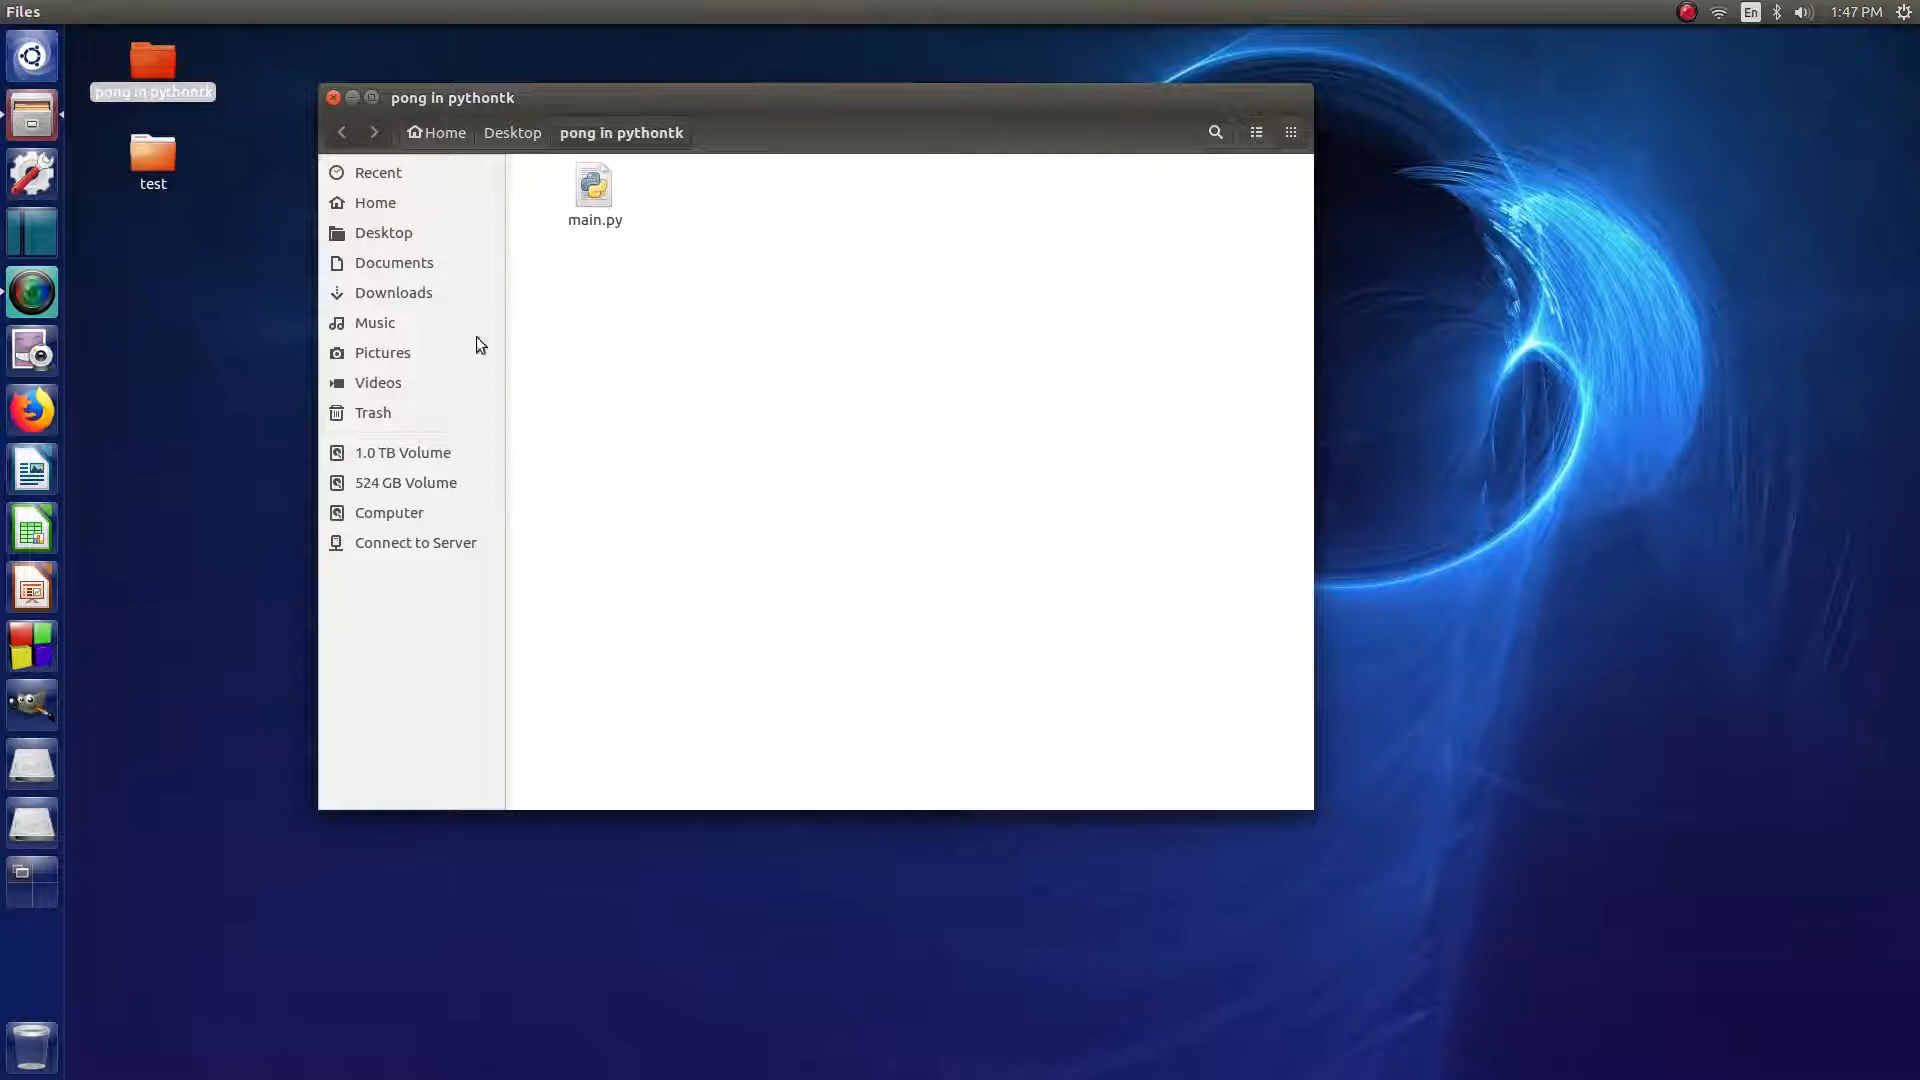 Files
En
1:47 PM
pong in pythontk
test
pong in pythontk
Home
Desktop
pong in pythontk
Recent
Home
Desktop
Documents
Downloads
Music
Pictures
Videos
Trash
1.0 TB Volume
524 GB Volume
Computer
Connect to Server
main.py